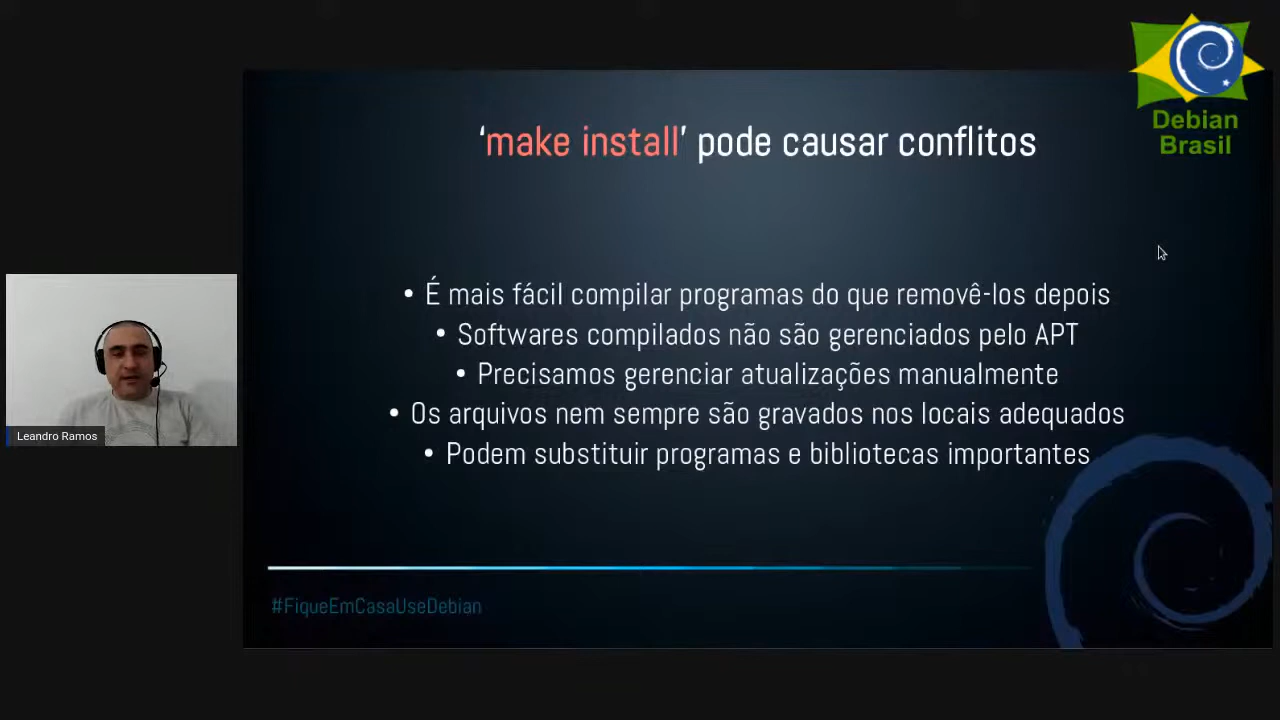 Debian
Brasil
‘make install’ pode causar conflitos
• É mais fácil compilar programas do que removê-los depois
• Softwares compilados não são gerenciados pelo APT
• Precisamos gerenciar atualizações manualmente
• Os arquivos nem sempre são gravados nos locais adequados
• Podem substituir programas e bibliotecas importantes
Leandro Ramos
#FiqueEmCasaUseDebian